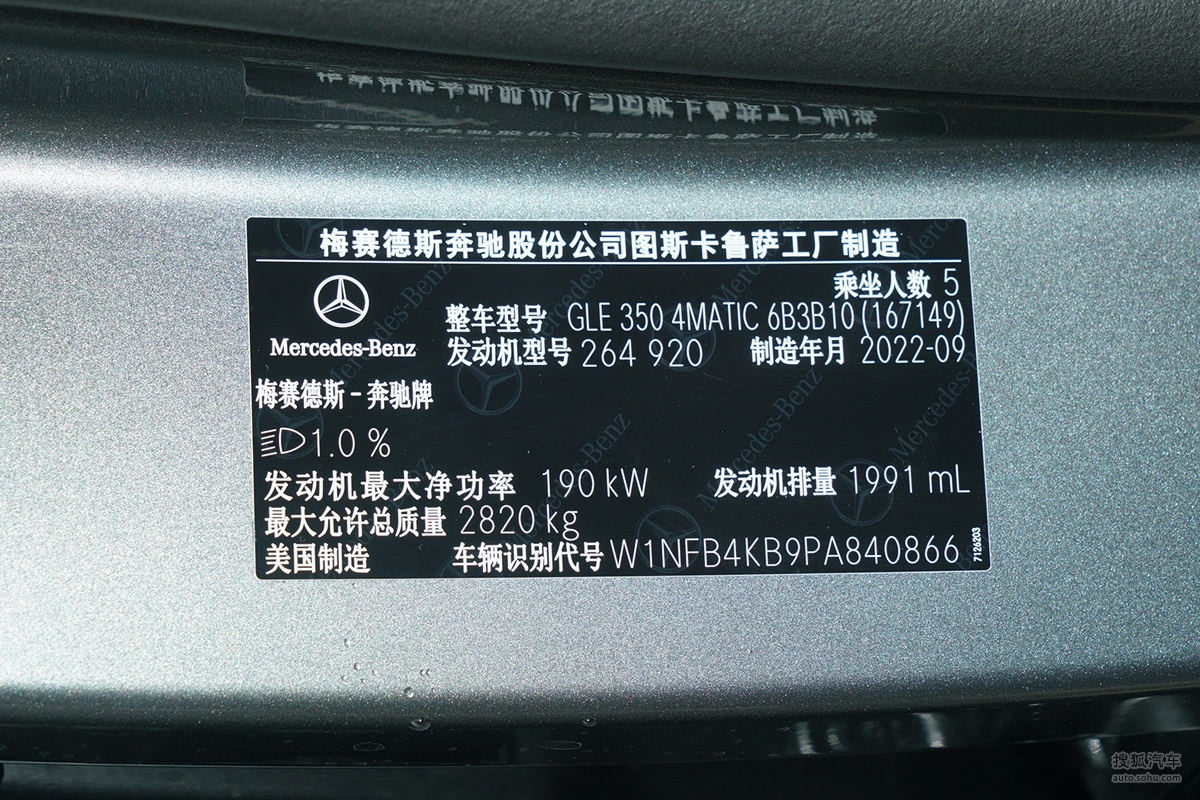 梅赛德斯奔驰股份公司图斯卡鲁萨工厂制造
乘坐人数 5
整车型号 GLE 350 4MATIC 6B3B10 (167149)
Mercedes-Benz
发动机型号 264 920 制造年月 2022-09
梅赛德斯-奔驰牌
1.0 %
发动机最大净功率 190 kW 发动机排量 1991 mL
最大允许总质量 2820 kg
美国制造 车辆识别代号 W1NFB4KB9PA840866
7126203
搜狐汽车
auto.sohu.com